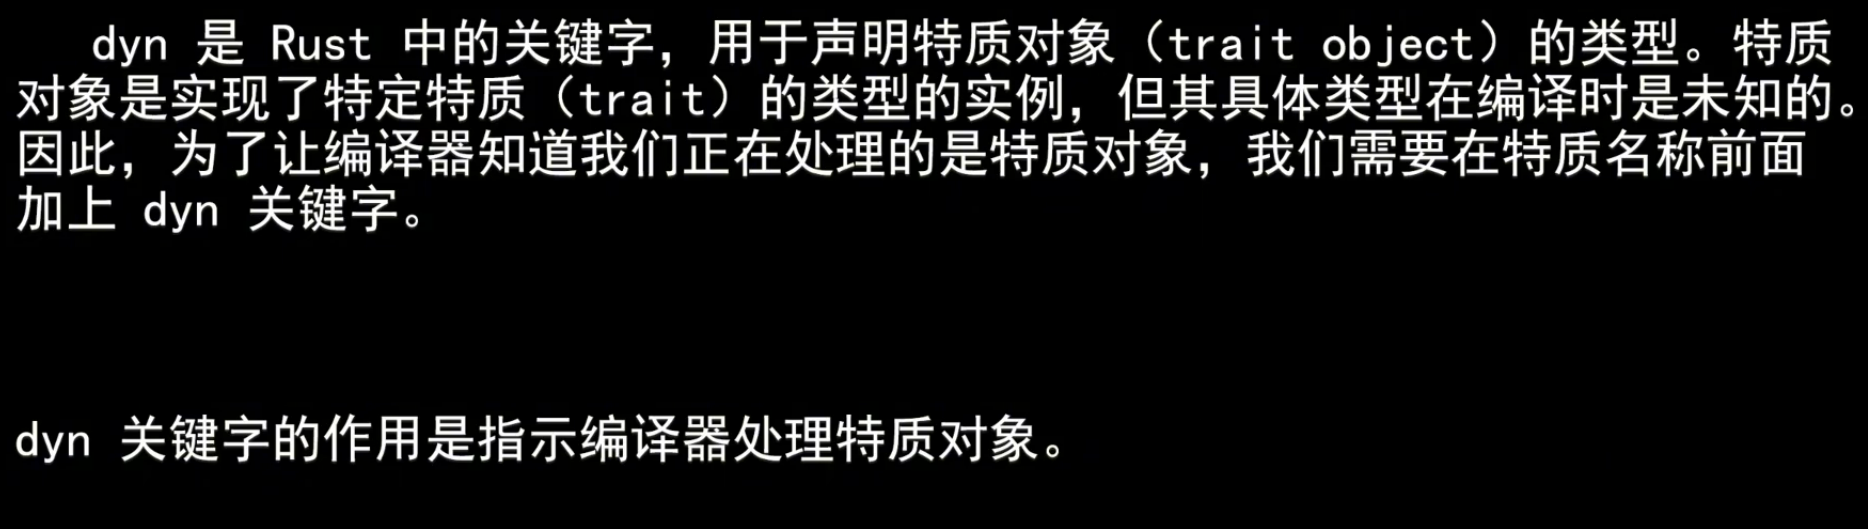 dyn 是 Rust 中的关键字，用于声明特质对象（trait object）的类型。特质
对象是实现了特定特质（trait）的类型的实例，但其具体类型在编译时是未知的。
因此，为了让编译器知道我们正在处理的是特质对象，我们需要在特质名称前面
加上 dyn 关键字。
dyn 关键字的作用是指示编译器处理特质对象。